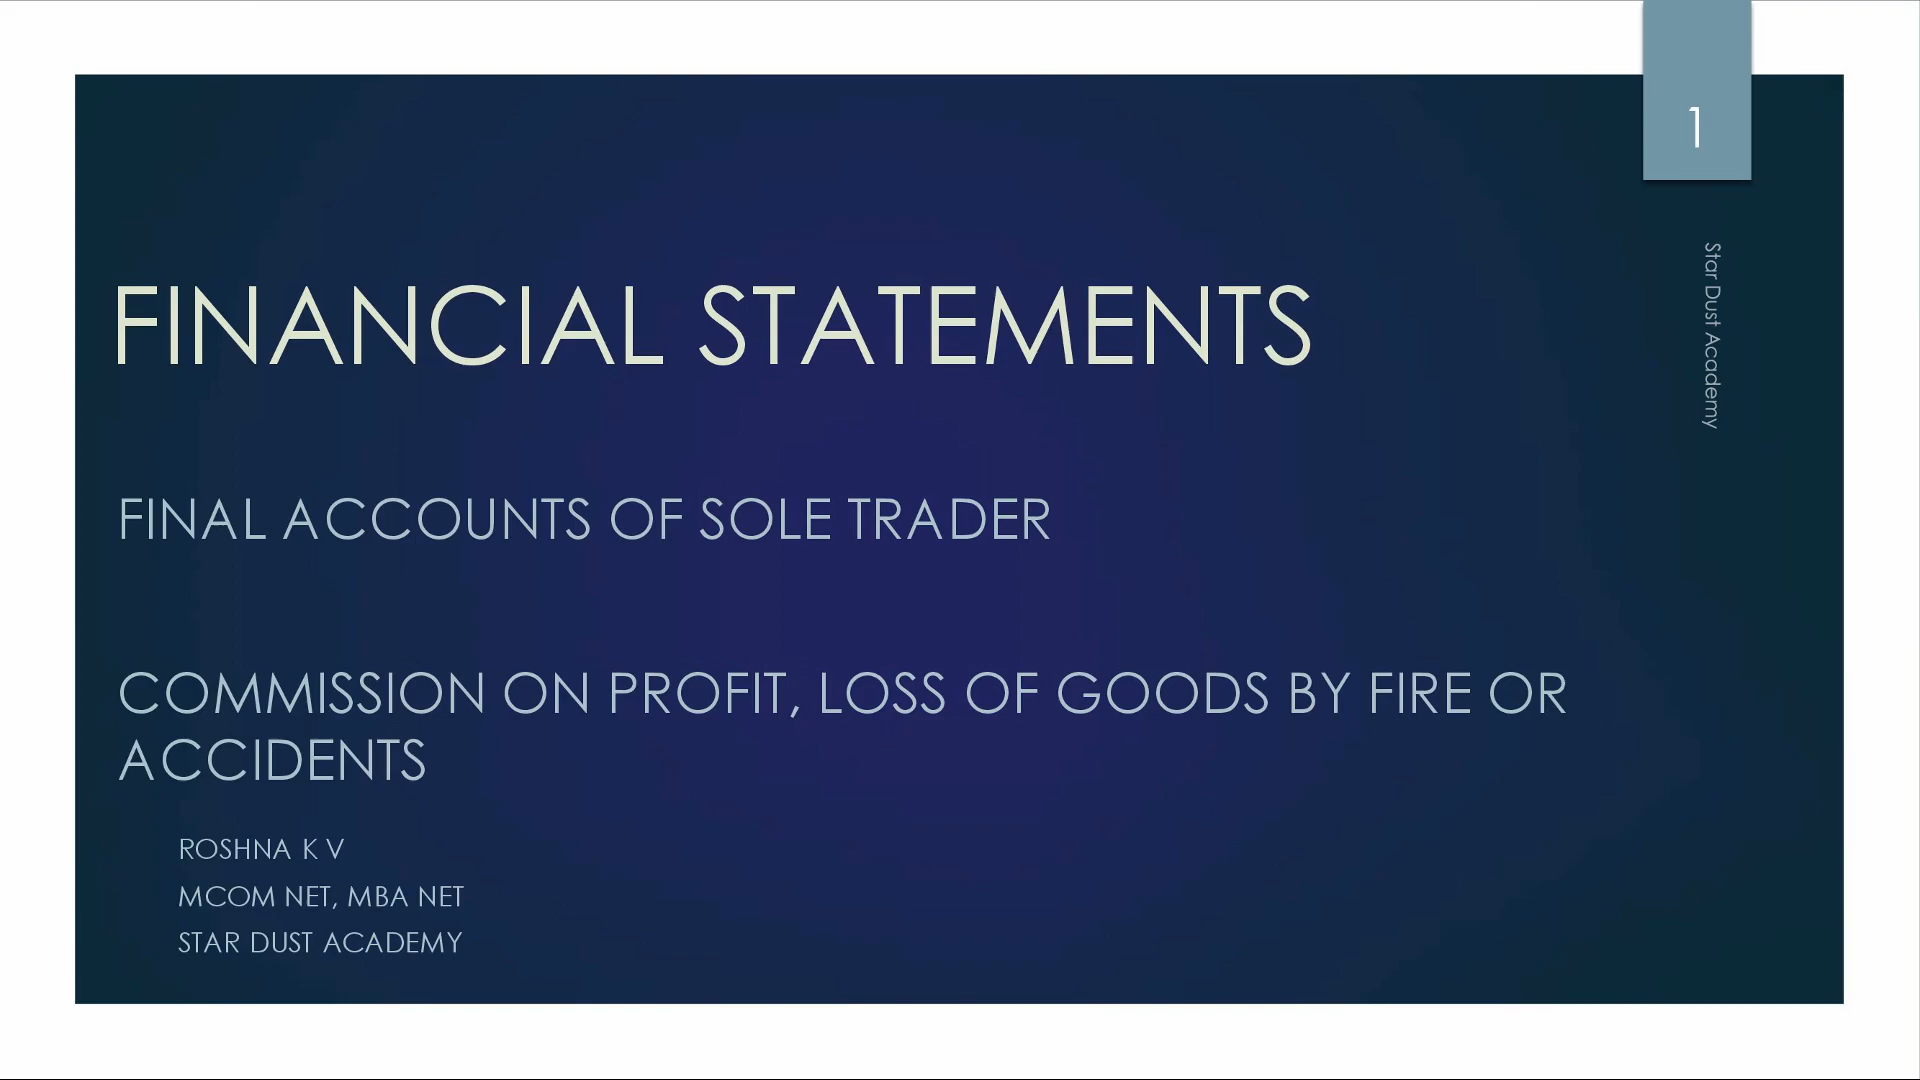 1
Star Dust Academy
FINANCIAL STATEMENTS
FINAL ACCOUNTS OF SOLE TRADER
COMMISSION ON PROFIT, LOSS OF GOODS BY FIRE OR
ACCIDENTS
ROSHNA K V
MCOM NET, MBA NET
STAR DUST ACADEMY